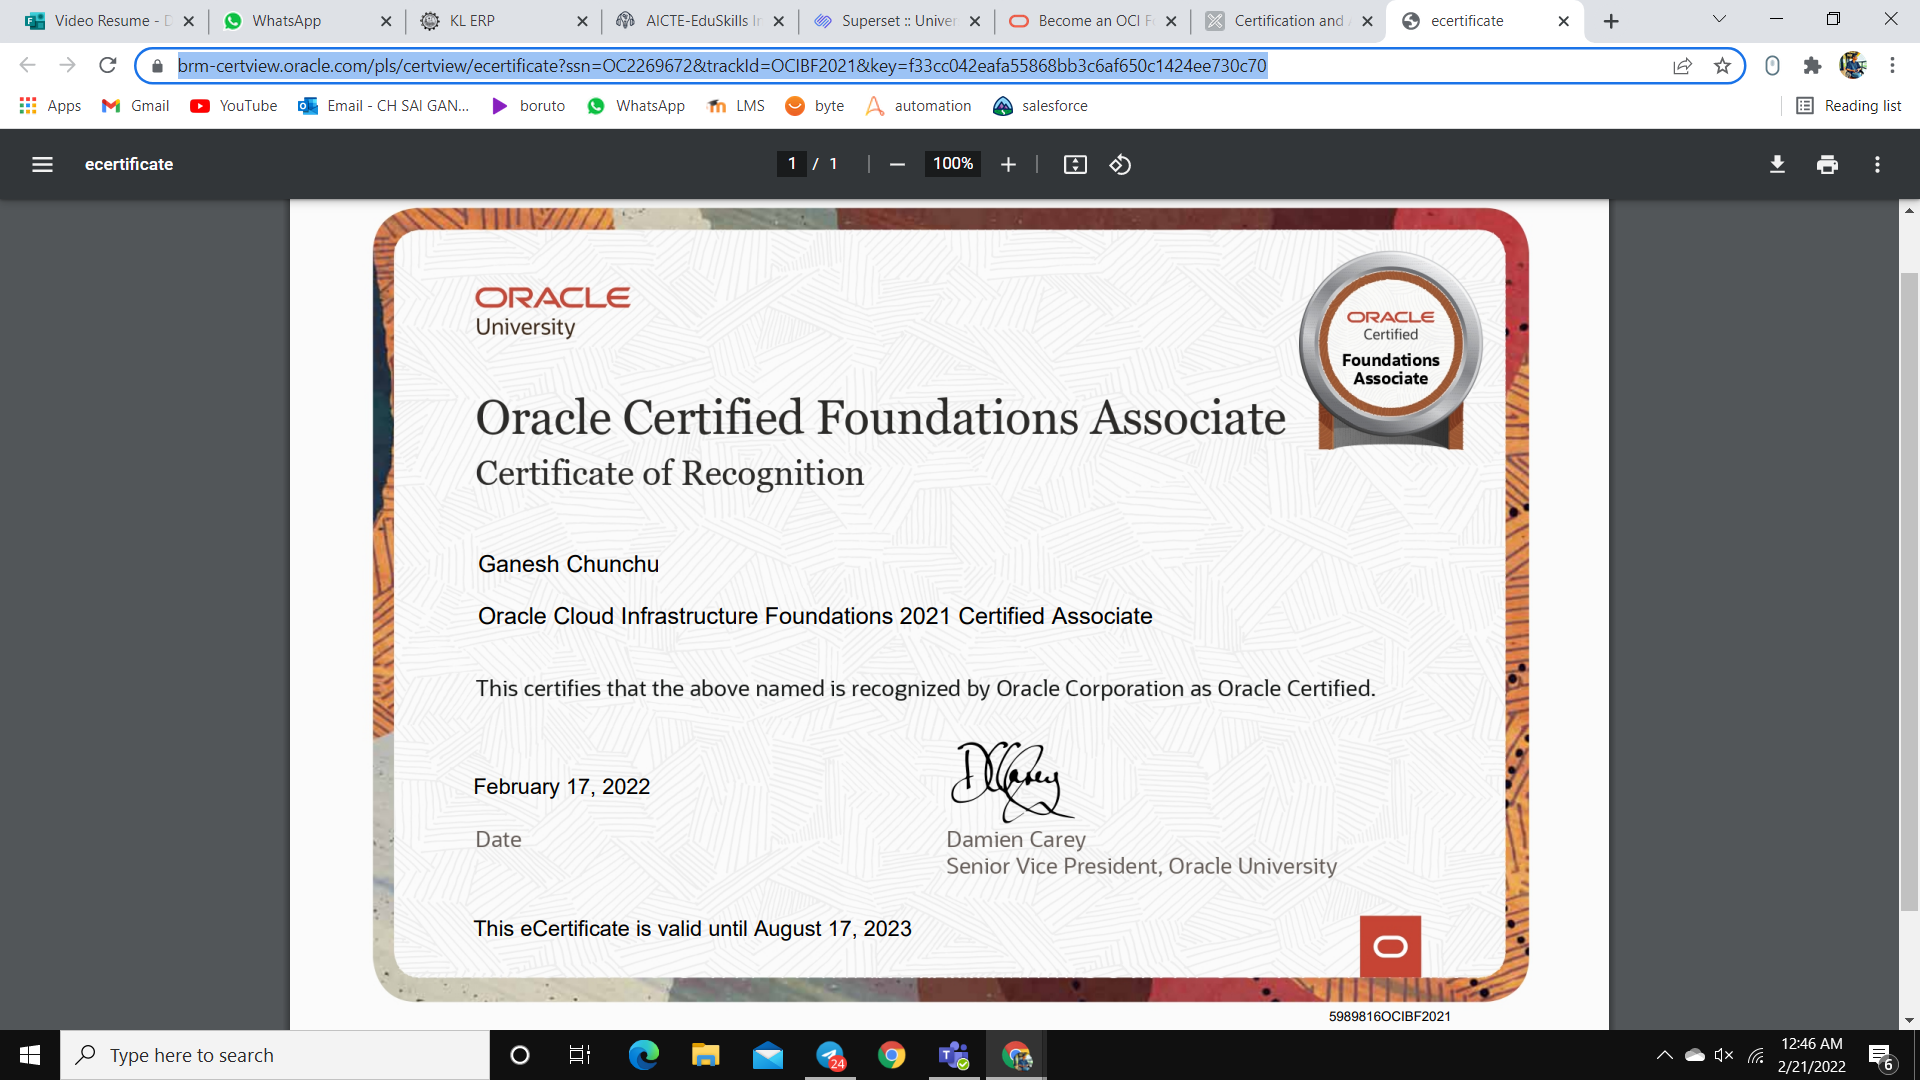 Video Resume - D
WhatsApp
KL ERP
AICTE-EduSkills In
Superset :: Univer
Become an OCI F
Certification and A
ecertificate
brm-certview.oracle.com/pls/certview/ecertificate?ssn=OC2269672&trackId=OCIBF2021&key=f33cc042eafa55868bb3c6af650c1424ee730c70
Apps
Gmail
YouTube
Email - CH SAI GAN...
boruto
WhatsApp
LMS
byte
automation
salesforce
Reading list
ecertificate
1 / 1
100%
ORACLE
University
ORACLE
Certified
Foundations
Associate
Oracle Certified Foundations Associate
Certificate of Recognition
Ganesh Chunchu
Oracle Cloud Infrastructure Foundations 2021 Certified Associate
This certifies that the above named is recognized by Oracle Corporation as Oracle Certified.
February 17, 2022
Date
Damien Carey
Senior Vice President, Oracle University
This eCertificate is valid until August 17, 2023
5989816OCIBF2021
Type here to search
24
12:46 AM
2/21/2022
6